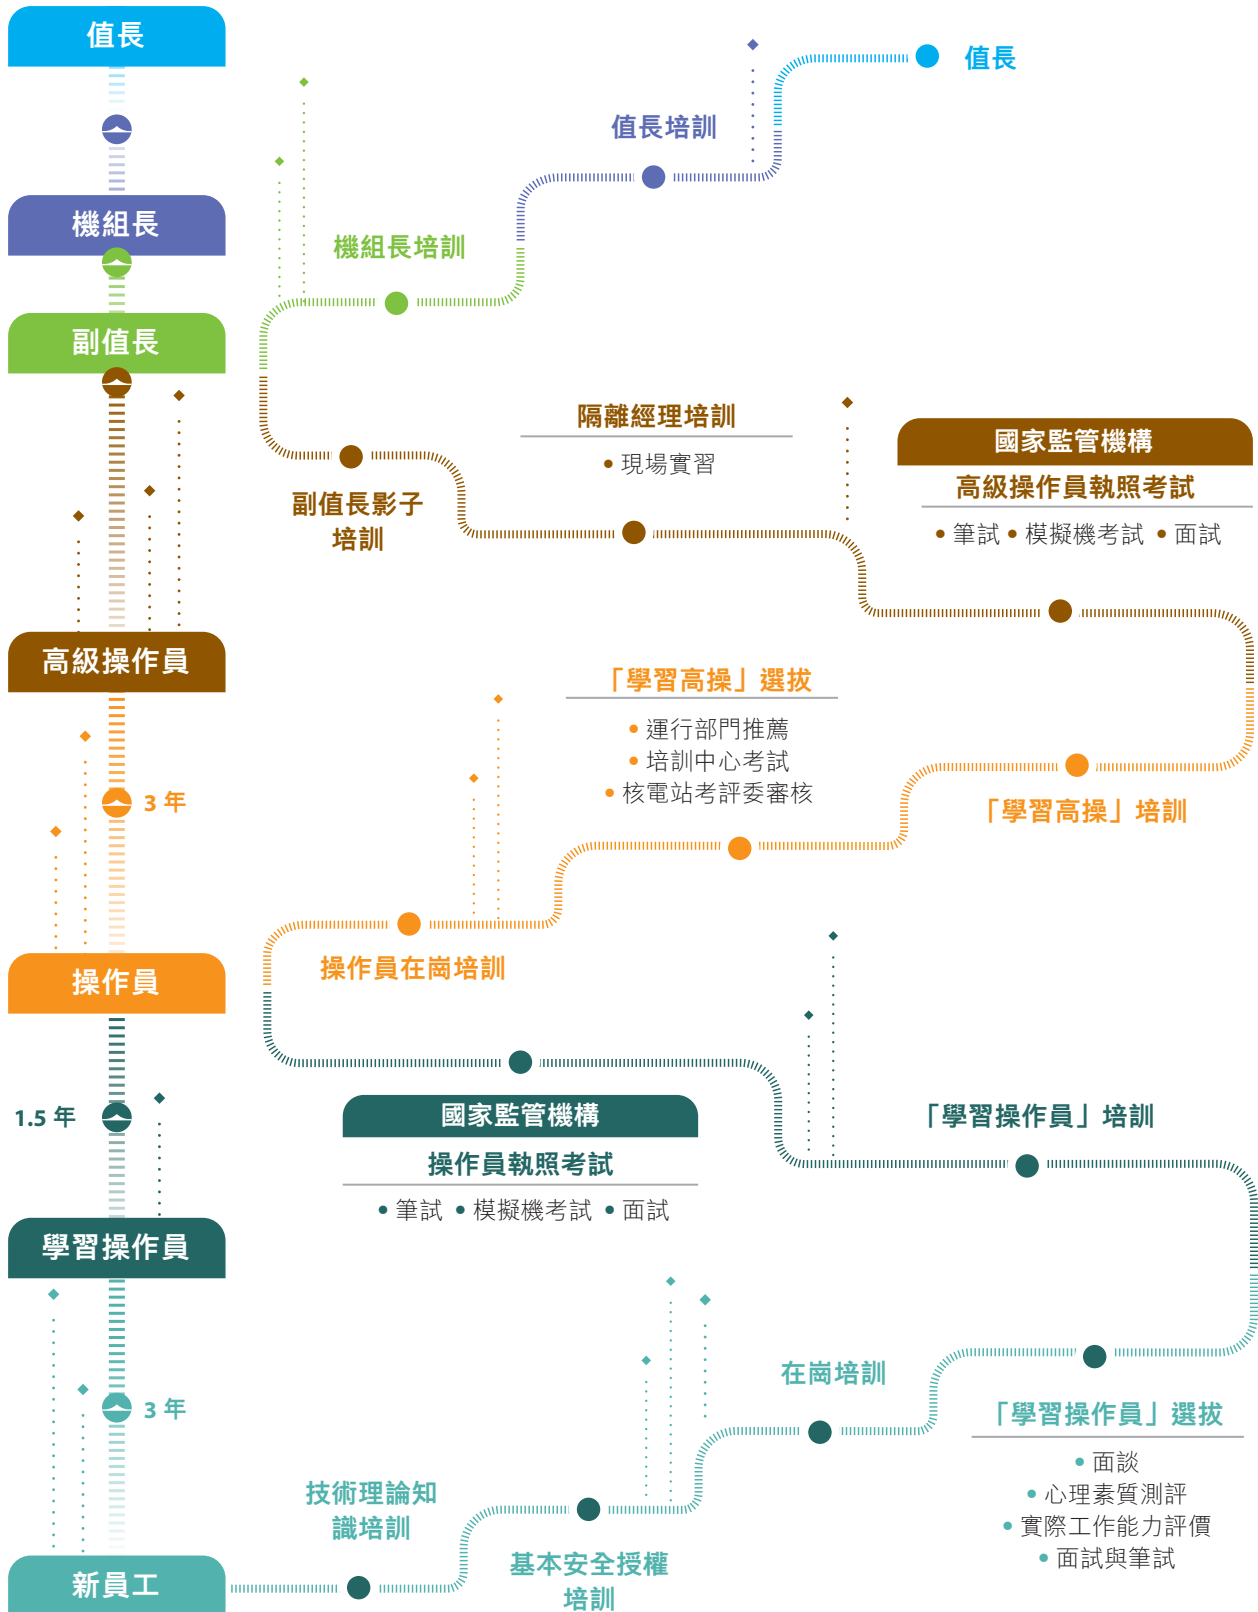 值長
機組長
副值長
高級操作員
3 年
操作員
1.5 年
學習操作員
3 年
新員工
值長
值長培訓
機組長培訓
副值長影子
培訓
隔離經理培訓
• 現場實習
國家監管機構
高級操作員執照考試
• 筆試 • 模擬機考試 • 面試
「學習高操」選拔
• 運行部門推薦
• 培訓中心考試
• 核電站考評委審核
「學習高操」培訓
操作員在崗培訓
國家監管機構
操作員執照考試
• 筆試 • 模擬機考試 • 面試
「學習操作員」培訓
在崗培訓
「學習操作員」選拔
• 面談
• 心理素質測評
• 實際工作能力評價
• 面試與筆試
技術理論知
識培訓
基本安全授權
培訓